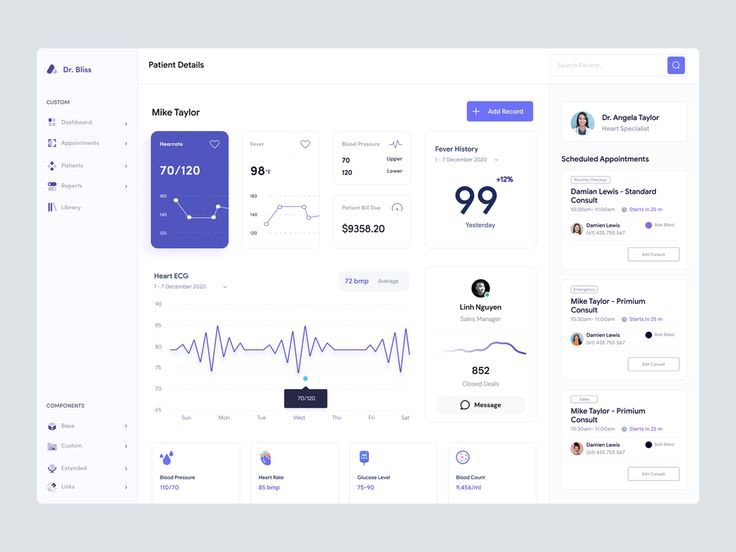 Dr. Bliss
CUSTOM
Dashboard
Appointments
Patients
Reports
Library
COMPONENTS
Base
Custom
Extended
Links
Patient Details
Search Patient...
Mike Taylor
+ Add Record
Hearrate
70/120
160
140
120
Fever
98°F
160
140
120
Blood Pressure
70 Upper
120 Lower
Patient Bill Due
$9358.20
Fever History
1 - 7 December 2020
+12%
99
Yesterday
Heart ECG
1 - 7 December 2020
72 bmp Average
90
85
80
75
70
65
70/120
Sun Mon Tue Wed Thu Fri Sat
Linh Nguyen
Sales Manager
852
Closed Deals
Message
Blood Pressure
110/70
Heart Rate
85 bmp
Glucose Level
75-90
Blood Count
9,456/ml
Dr. Angela Taylor
Heart Specialist
Scheduled Appointments
Routine Checkup
Damian Lewis - Standard
Consult
10:30am- 11:00am Starts in 25 m
Damien Lewis
(61) 435 755 567
Bulk Billed
Edit Consult
Emergency
Mike Taylor - Primium
Consult
10:30am- 11:00am Starts in 25 m
Damien Lewis
(61) 435 755 567
Bulk Billed
Edit Consult
Sales
Mike Taylor - Primium
Consult
10:30am- 11:00am Starts in 25 m
Damien Lewis
(61) 435 755 567
Bulk Billed
Edit Consult